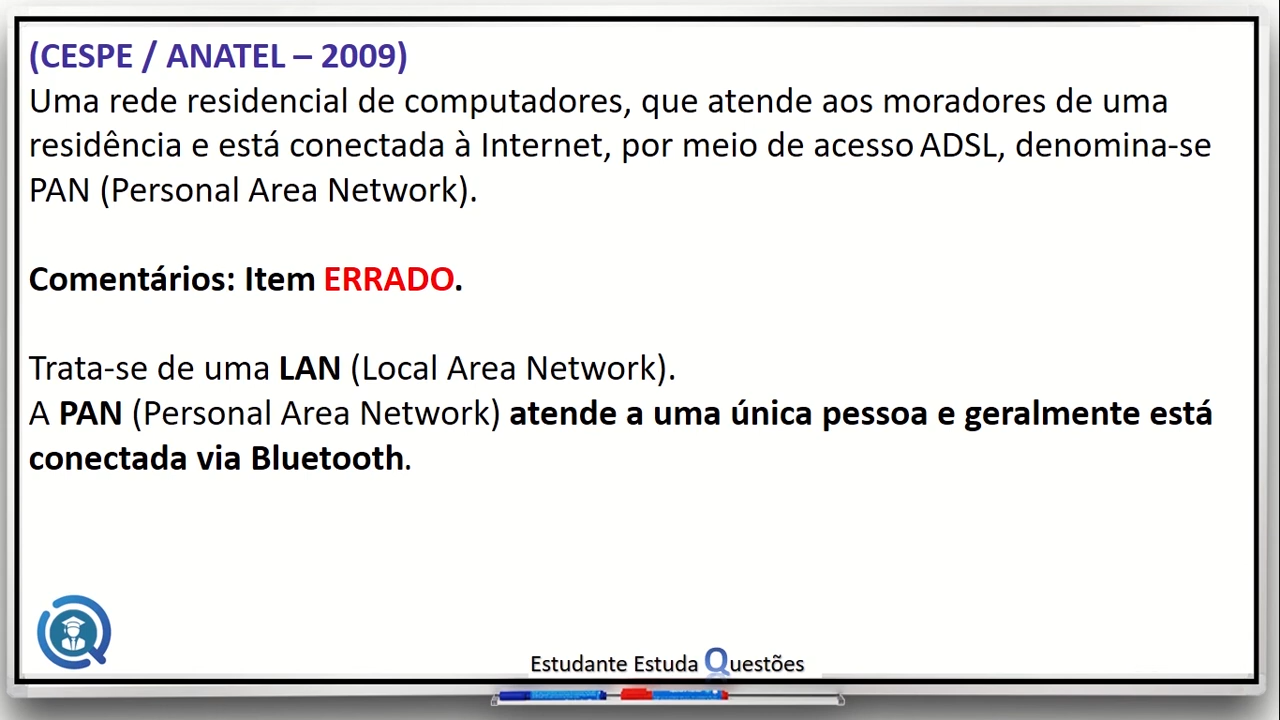 (CESPE / ANATEL – 2009)
Uma rede residencial de computadores, que atende aos moradores de uma
residência e está conectada à Internet, por meio de acesso ADSL, denomina-se
PAN (Personal Area Network).
Comentários: Item ERRADO.
Trata-se de uma LAN (Local Area Network).
A PAN (Personal Area Network) atende a uma única pessoa e geralmente está
conectada via Bluetooth.
Estudante Estuda Questões